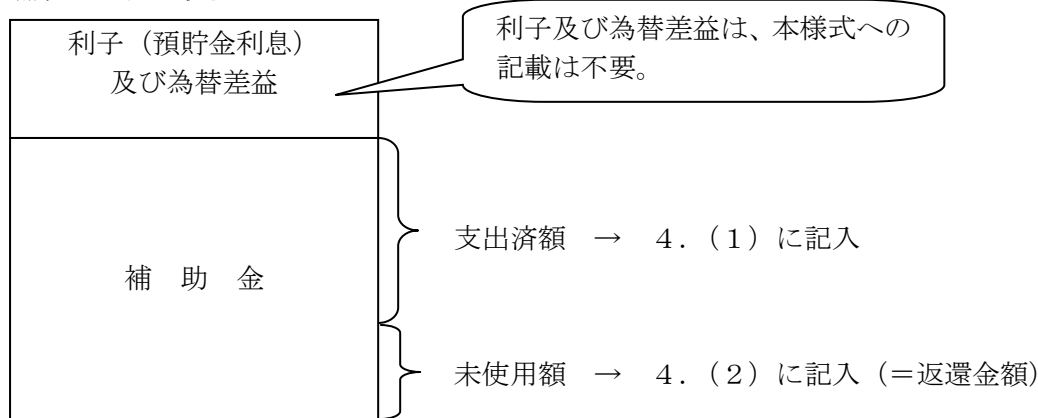 利子（預貯金利息）
及び為替差益
利子及び為替差益は、本様式への
記載は不要。
支出済額　→　４．（１）に記入
補　助　金
未使用額　→　４．（２）に記入（＝返還金額）